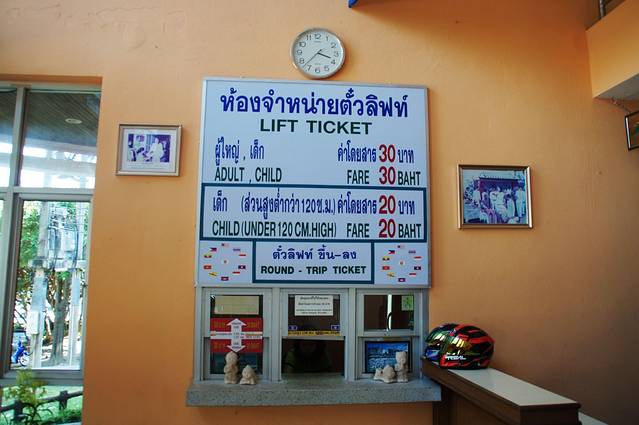 ห้องจำหน่ายตั๋วลิฟท์
LIFT TICKET
ผู้ใหญ่ , เด็ก ค่าโดยสาร 30 บาท
ADULT , CHILD FARE 30 BAHT
เด็ก (ส่วนสูงต่ำกว่า 120 ซ.ม.) ค่าโดยสาร 20 บาท
CHILD (UNDER 120 CM.HIGH) FARE 20 BAHT
ตั๋วลิฟท์ ขึ้น-ลง
ROUND - TRIP TICKET